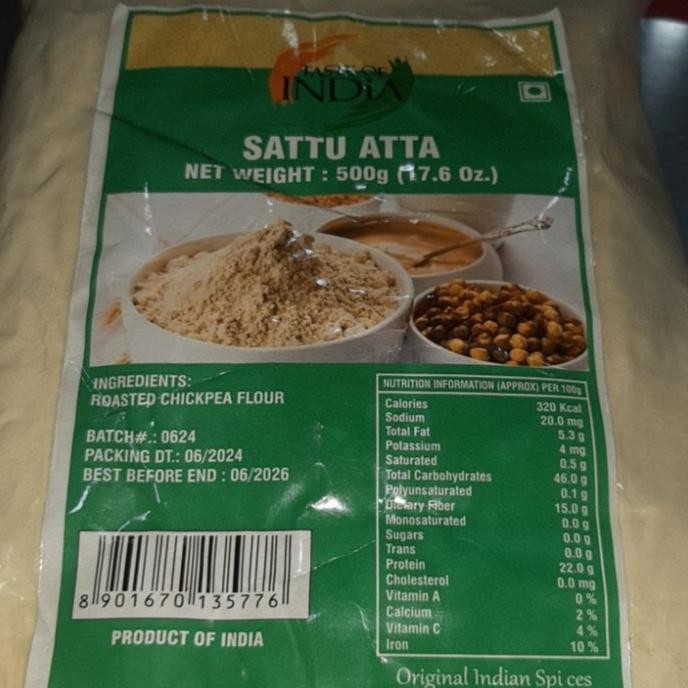 TASTE OF
INDIA
SATTU ATTA
NET WEIGHT : 500g (17.6 Oz.)
INGREDIENTS:
ROASTED CHICKPEA FLOUR
BATCH#.: 0624
PACKING DT.: 06/2024
BEST BEFORE END : 06/2026
8 901670 135776
PRODUCT OF INDIA
NUTRITION INFORMATION (APPROX) PER 100g
Calories 320 Kcal
Sodium 20.0 mg
Total Fat 5.3 g
Potassium 4 mg
Saturated 0.5 g
Total Carbohydrates 46.0 g
Polyunsaturated 0.1 g
Dietary Fiber 15.0 g
Monosaturated 0.0 g
Sugars 0.0 g
Trans 0.0 g
Protein 22.0 g
Cholesterol 0.0 mg
Vitamin A 0 %
Calcium 2 %
Vitamin C 4 %
Iron 10 %
Original Indian Spi ces